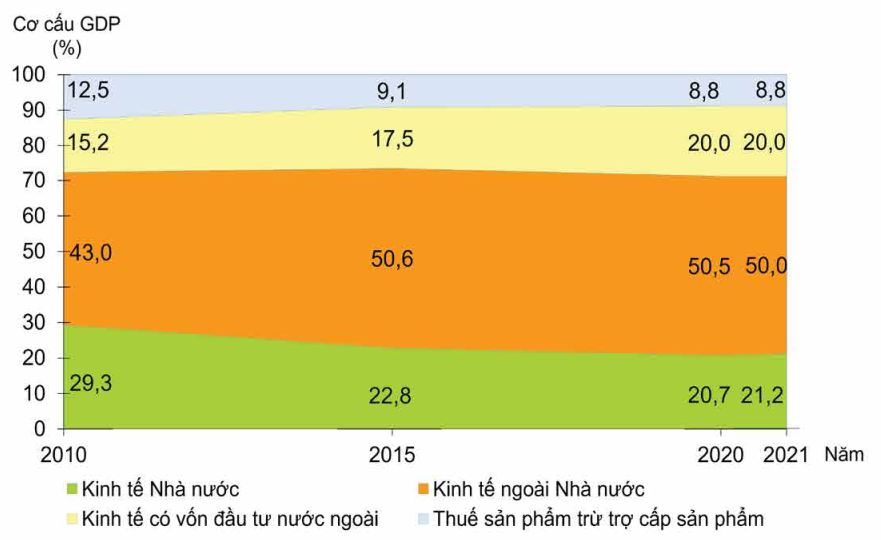 Cơ cấu GDP
(%)
100
90
80
70
60
50
40
30
20
10
0
12,5 9,1 8,8 8,8
15,2 17,5 20,0 20,0
43,0 50,6 50,5 50,0
29,3 22,8 20,7 21,2
2010 2015 2020 2021 Năm
Kinh tế Nhà nước Kinh tế ngoài Nhà nước
Kinh tế có vốn đầu tư nước ngoài Thuế sản phẩm trừ trợ cấp sản phẩm